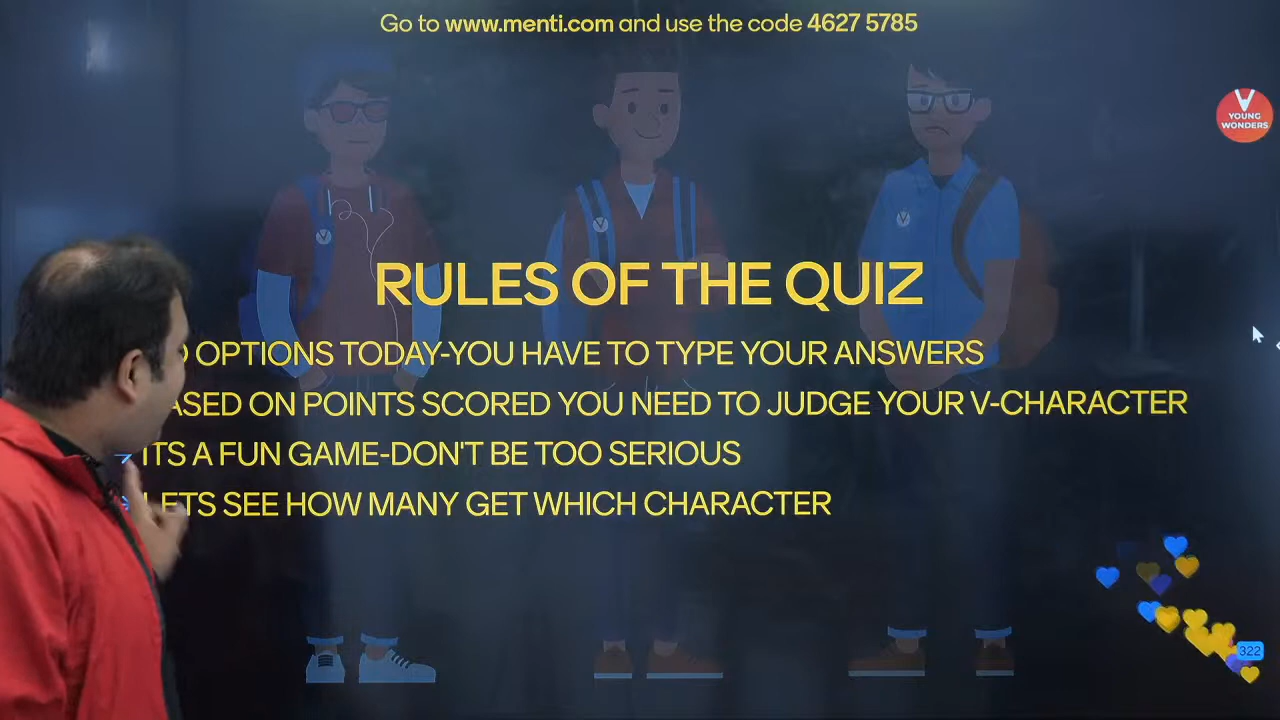 Go to www.menti.com and use the code 4627 5785
YOUNG
WONDERS
RULES OF THE QUIZ
OPTIONS TODAY-YOU HAVE TO TYPE YOUR ANSWERS
ON POINTS SCORED YOU NEED TO JUDGE YOUR V-CHARACTER
ITS A FUN GAME-DON'T BE TOO SERIOUS
LETS SEE HOW MANY GET WHICH CHARACTER
322